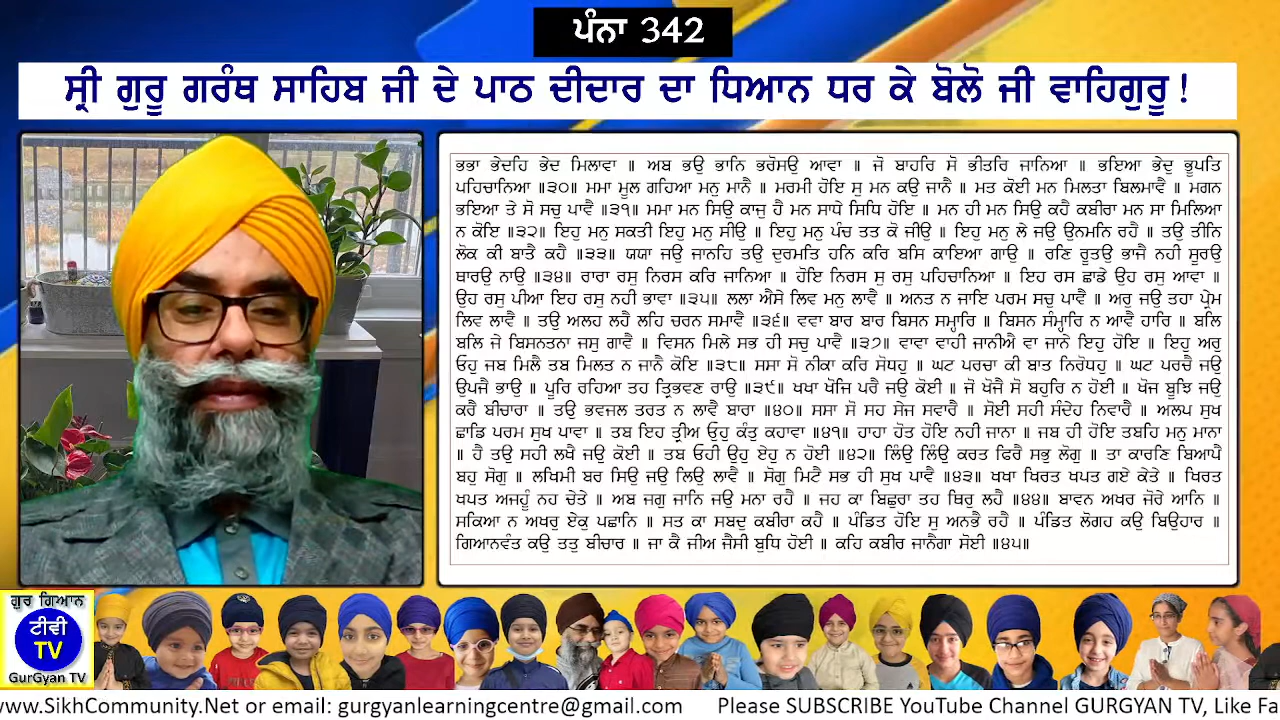 ਪੰਨਾ 342
ਸ੍ਰੀ ਗੁਰੂ ਗਰੰਥ ਸਾਹਿਬ ਜੀ ਦੇ ਪਾਠ ਦੀਦਾਰ ਦਾ ਧਿਆਨ ਧਰ ਕੇ ਬੋਲੋ ਜੀ ਵਾਹਿਗੁਰੂ !
ਭਭਾ ਭੇਦਹਿ ਭੇਦ ਮਿਲਾਵਾ ॥ ਅਬ ਭਉ ਭਾਨਿ ਭਰੋਸਉ ਆਵਾ ॥ ਜੋ ਬਾਹਰਿ ਸੋ ਭੀਤਰਿ ਜਾਨਿਆ ॥ ਭਇਆ ਭੇਦੁ ਭੂਪਤਿ
ਪਹਿਚਾਨਿਆ ॥੩੦॥ ਮਮਾ ਮੂਲ ਗਹਿਆ ਮਨੁ ਮਾਨੈ ॥ ਮਰਮੀ ਹੋਇ ਸੁ ਮਨ ਕਉ ਜਾਨੈ ॥ ਮਤ ਕੋਈ ਮਨ ਮਿਲਤਾ ਬਿਲਮਾਵੈ ॥ ਮਗਨ
ਭਇਆ ਤੇ ਸੋ ਸਚੁ ਪਾਵੈ ॥੩੧॥ ਮਮਾ ਮਨ ਸਿਉ ਕਾਜੁ ਹੈ ਮਨ ਸਾਧੇ ਸਿਧਿ ਹੋਇ ॥ ਮਨ ਹੀ ਮਨ ਸਿਉ ਕਹੈ ਕਬੀਰਾ ਮਨ ਸਾ ਮਿਲਿਆ
ਨ ਕੋਇ ॥੩੨॥ ਇਹੁ ਮਨੁ ਸਕਤੀ ਇਹੁ ਮਨੁ ਸੀਉ ॥ ਇਹੁ ਮਨੁ ਪੰਚ ਤਤ ਕੋ ਜੀਉ ॥ ਇਹੁ ਮਨੁ ਲੇ ਜਉ ਉਨਮਨਿ ਰਹੈ ॥ ਤਉ ਤੀਨਿ
ਲੋਕ ਕੀ ਬਾਤੈ ਕਹੈ ॥੩੩॥ ਯਯਾ ਜਉ ਜਾਨਹਿ ਤਉ ਦੁਰਮਤਿ ਹਨਿ ਕਰਿ ਬਸਿ ਕਾਇਆ ਗਾਉ ॥ ਰਣਿ ਰੂਤਉ ਭਾਜੈ ਨਹੀ ਸੂਰਉ
ਥਾਰਉ ਨਾਉ ॥੩੪॥ ਰਾਰਾ ਰਸੁ ਨਿਰਸ ਕਰਿ ਜਾਨਿਆ ॥ ਹੋਇ ਨਿਰਸ ਸੁ ਰਸੁ ਪਹਿਚਾਨਿਆ ॥ ਇਹ ਰਸ ਛਾਡੇ ਉਹ ਰਸੁ ਆਵਾ ॥
ਉਹ ਰਸੁ ਪੀਆ ਇਹ ਰਸੁ ਨਹੀ ਭਾਵਾ ॥੩੫॥ ਲਲਾ ਐਸੇ ਲਿਵ ਮਨੁ ਲਾਵੈ ॥ ਅਨਤ ਨ ਜਾਇ ਪਰਮ ਸਚੁ ਪਾਵੈ ॥ ਅਰੁ ਜਉ ਤਹਾ ਪ੍ਰੇਮ
ਲਿਵ ਲਾਵੈ ॥ ਤਉ ਅਲਹ ਲਹੈ ਲਹਿ ਚਰਨ ਸਮਾਵੈ ॥੩੬॥ ਵਵਾ ਬਾਰ ਬਾਰ ਬਿਸਨ ਸਮ੍ਹਾਰਿ ॥ ਬਿਸਨ ਸੰਮ੍ਹਾਰਿ ਨ ਆਵੈ ਹਾਰਿ ॥ ਬਲਿ
ਬਲਿ ਜੇ ਬਿਸਨਤਨਾ ਜਸੁ ਗਾਵੈ ॥ ਵਿਸਨ ਮਿਲੇ ਸਭ ਹੀ ਸਚੁ ਪਾਵੈ ॥੩੭॥ ਵਾਵਾ ਵਾਹੀ ਜਾਨੀਐ ਵਾ ਜਾਨੇ ਇਹੁ ਹੋਇ ॥ ਇਹੁ ਅਰੁ
ਓਹੁ ਜਬ ਮਿਲੈ ਤਬ ਮਿਲਤ ਨ ਜਾਨੈ ਕੋਇ ॥੩੮॥ ਸਸਾ ਸੋ ਨੀਕਾ ਕਰਿ ਸੋਧਹੁ ॥ ਘਟ ਪਰਚਾ ਕੀ ਬਾਤ ਨਿਰੋਧਹੁ ॥ ਘਟ ਪਰਚੈ ਜਉ
ਉਪਜੈ ਭਾਉ ॥ ਪੂਰਿ ਰਹਿਆ ਤਹ ਤ੍ਰਿਭਵਣ ਰਾਉ ॥੩੯॥ ਖਖਾ ਖੋਜਿ ਪਰੈ ਜਉ ਕੋਈ ॥ ਜੋ ਖੋਜੈ ਸੋ ਬਹੁਰਿ ਨ ਹੋਈ ॥ ਖੋਜ ਬੂਝਿ ਜਉ
ਕਰੈ ਬੀਚਾਰਾ ॥ ਤਉ ਭਵਜਲ ਤਰਤ ਨ ਲਾਵੈ ਬਾਰਾ ॥੪੦॥ ਸਸਾ ਸੋ ਸਹ ਸੇਜ ਸਵਾਰੈ ॥ ਸੋਈ ਸਹੀ ਸੰਦੇਹ ਨਿਵਾਰੈ ॥ ਅਲਪ ਸੁਖ
ਛਾਡਿ ਪਰਮ ਸੁਖ ਪਾਵਾ ॥ ਤਬ ਇਹ ਤ੍ਰੀਅ ਓੁਹੁ ਕੰਤੁ ਕਹਾਵਾ ॥੪੧॥ ਹਾਹਾ ਹੋਤ ਹੋਇ ਨਹੀ ਜਾਨਾ ॥ ਜਬ ਹੀ ਹੋਇ ਤਬਹਿ ਮਨੁ ਮਾਨਾ
॥ ਹੈ ਤਉ ਸਹੀ ਲਖੈ ਜਉ ਕੋਈ ॥ ਤਬ ਓਹੀ ਉਹੁ ਏਹੁ ਨ ਹੋਈ ॥੪੨॥ ਲਿੰਉ ਲਿੰਉ ਕਰਤ ਫਿਰੈ ਸਭੁ ਲੋਗੁ ॥ ਤਾ ਕਾਰਣਿ ਬਿਆਪੈ
ਬਹੁ ਸੋਗੁ ॥ ਲਖਿਮੀ ਬਰ ਸਿਉ ਜਉ ਲਿਉ ਲਾਵੈ ॥ ਸੋਗੁ ਮਿਟੈ ਸਭ ਹੀ ਸੁਖ ਪਾਵੈ ॥੪੩॥ ਖਖਾ ਖਿਰਤ ਖਪਤ ਗਏ ਕੇਤੇ ॥ ਖਿਰਤ
ਖਪਤ ਅਜਹੂੰ ਨਹ ਚੇਤੇ ॥ ਅਬ ਜਗੁ ਜਾਨਿ ਜਉ ਮਨਾ ਰਹੈ ॥ ਜਹ ਕਾ ਬਿਛੁਰਾ ਤਹ ਥਿਰੁ ਲਹੈ ॥੪੪॥ ਬਾਵਨ ਅਖਰ ਜੋਰੇ ਆਨਿ ॥
ਸਕਿਆ ਨ ਅਖਰੁ ਏਕੁ ਪਛਾਨਿ ॥ ਸਤ ਕਾ ਸਬਦੁ ਕਬੀਰਾ ਕਹੈ ॥ ਪੰਡਿਤ ਹੋਇ ਸੁ ਅਨਭੈ ਰਹੈ ॥ ਪੰਡਿਤ ਲੋਗਹ ਕਉ ਬਿਉਹਾਰ ॥
ਗਿਆਨਵੰਤ ਕਉ ਤਤੁ ਬੀਚਾਰ ॥ ਜਾ ਕੈ ਜੀਅ ਜੈਸੀ ਬੁਧਿ ਹੋਈ ॥ ਕਹਿ ਕਬੀਰ ਜਾਨੈਗਾ ਸੋਈ ॥੪੫॥
ਗੁਰ ਗਿਆਨ
ਟੀਵੀ
TV
GurGyan TV
www.SikhCommunity.Net or email: gurgyanlearningcentre@gmail.com Please SUBSCRIBE YouTube Channel GURGYAN TV, Like Fa